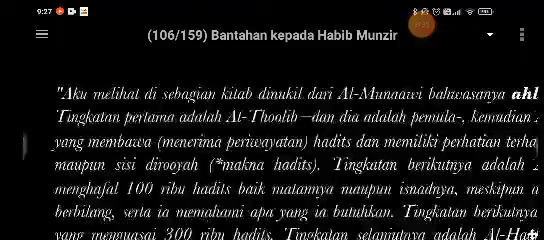 9:27
(106/159) Bantahan kepada Habib Munzir
"Aku melihat di sebagian kitab dinukil dari Al-Munaawi bahwasanya ahl
Tingkatan pertama adalah At-Thoolib—dan dia adalah pemula-, kemudian
yang membawa (menerima periwayatan) hadits dan memiliki perhatian terha
maupun sisi dirooyah (*makna hadits). Tingkatan berikutnya adalah
menghafal 100 ribu hadits baik matannya maupun isnadnya, meskipun
berbilang, serta ia memahami apa yang ia butuhkan. Tingkatan berikutnya
yang menguasai 300 ribu hadits. Tingkatan selanjutnya adalah Al-Ha